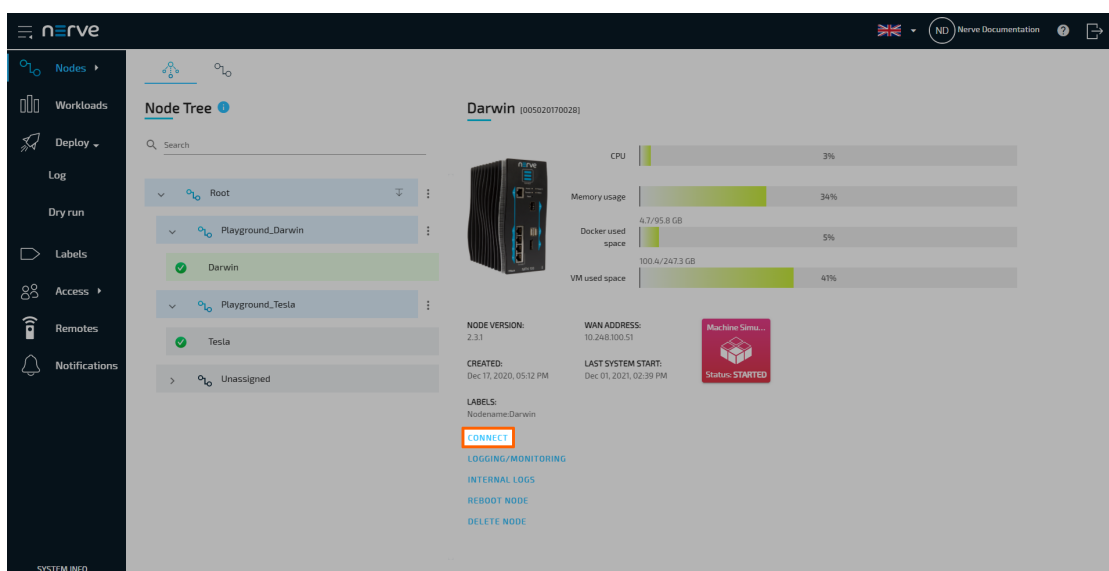 nerve
ND Nerve Documentation ?
Nodes
Workloads
Deploy
Log
Dry run
Labels
Access
Remotes
Notifications
SYSTEM INFO
Node Tree i
Search
Root
Playground_Darwin
Darwin
Playground_Tesla
Tesla
Unassigned
Darwin [005020170028]
nerve
CPU 3%
Memory usage 34%
4.7/95.8 GB
Docker used space 5%
100.4/247.3 GB
VM used space 41%
NODE VERSION:
2.3.1
WAN ADDRESS:
10.248.100.51
CREATED:
Dec 17, 2020, 05:12 PM
LAST SYSTEM START:
Dec 01, 2021, 02:39 PM
Machine Simu...
Status: STARTED
LABELS:
Nodename:Darwin
CONNECT
LOGGING/MONITORING
INTERNAL LOGS
REBOOT NODE
DELETE NODE